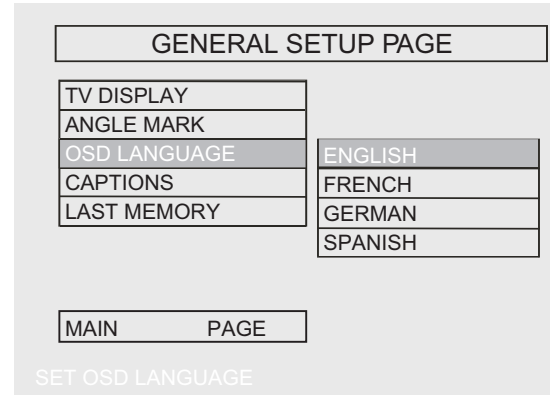 GENERAL SETUP PAGE
TV DISPLAY
ANGLE MARK
OSD LANGUAGE
CAPTIONS
LAST MEMORY
ENGLISH
FRENCH
GERMAN
SPANISH
MAIN PAGE
SET OSD LANGUAGE